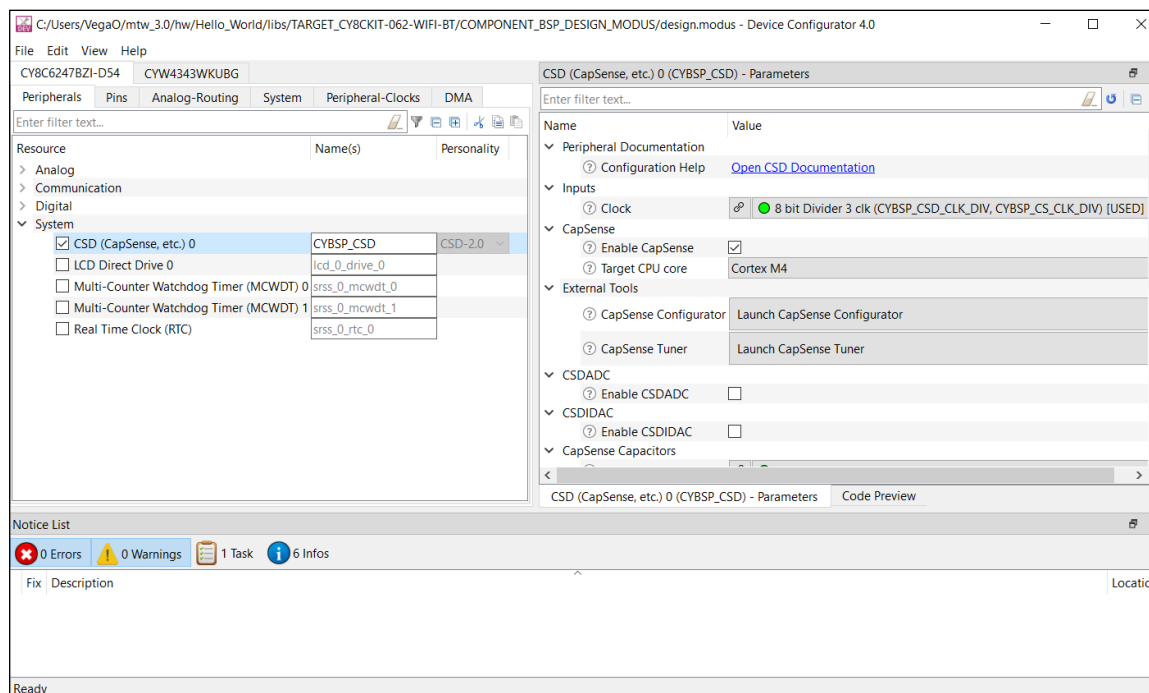 C:/Users/VegaO/mtw_3.0/hw/Hello_World/libs/TARGET_CY8CKIT-062-WIFI-BT/COMPONENT_BSP_DESIGN_MODUS/design.modus - Device Configurator 4.0
File Edit View Help
CY8C6247BZI-D54 CYW4343WKUBG
Peripherals Pins Analog-Routing System Peripheral-Clocks DMA
Enter filter text...
Resource Name(s) Personality
Analog
Communication
Digital
System
CSD (CapSense, etc.) 0 CYBSP_CSD CSD-2.0
LCD Direct Drive 0 lcd_0_drive_0
Multi-Counter Watchdog Timer (MCWDT) 0 srss_0_mcwdt_0
Multi-Counter Watchdog Timer (MCWDT) 1 srss_0_mcwdt_1
Real Time Clock (RTC) srss_0_rtc_0
CSD (CapSense, etc.) 0 (CYBSP_CSD) - Parameters
Enter filter text...
Name Value
Peripheral Documentation
Configuration Help Open CSD Documentation
Inputs
Clock 8 bit Divider 3 clk (CYBSP_CSD_CLK_DIV, CYBSP_CS_CLK_DIV) [USED]
CapSense
Enable CapSense
Target CPU core Cortex M4
External Tools
CapSense Configurator Launch CapSense Configurator
CapSense Tuner Launch CapSense Tuner
CSDADC
Enable CSDADC
CSDIDAC
Enable CSDIDAC
CapSense Capacitors
CSD (CapSense, etc.) 0 (CYBSP_CSD) - Parameters Code Preview
Notice List
0 Errors 0 Warnings 1 Task 6 Infos
Fix Description
Ready